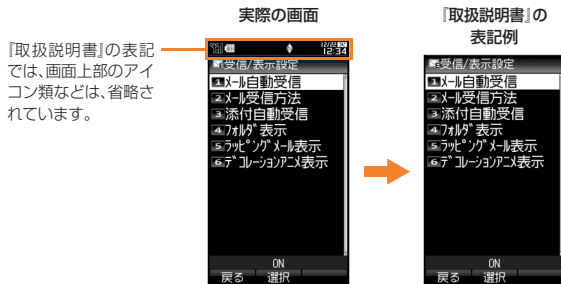 実際の画面
『取扱説明書』の
表記例
『取扱説明書』の表記
では、画面上部のアイ
コン類などは、省略さ
れています。
12/22
12:34
受信/表示設定
1メール自動受信
2メール受信方法
3添付自動受信
4フォルダ表示
5ラッピングメール表示
6デコレーションアニメ表示
ON
戻る 選択
受信/表示設定
1メール自動受信
2メール受信方法
3添付自動受信
4フォルダ表示
5ラッピングメール表示
6デコレーションアニメ表示
ON
戻る 選択